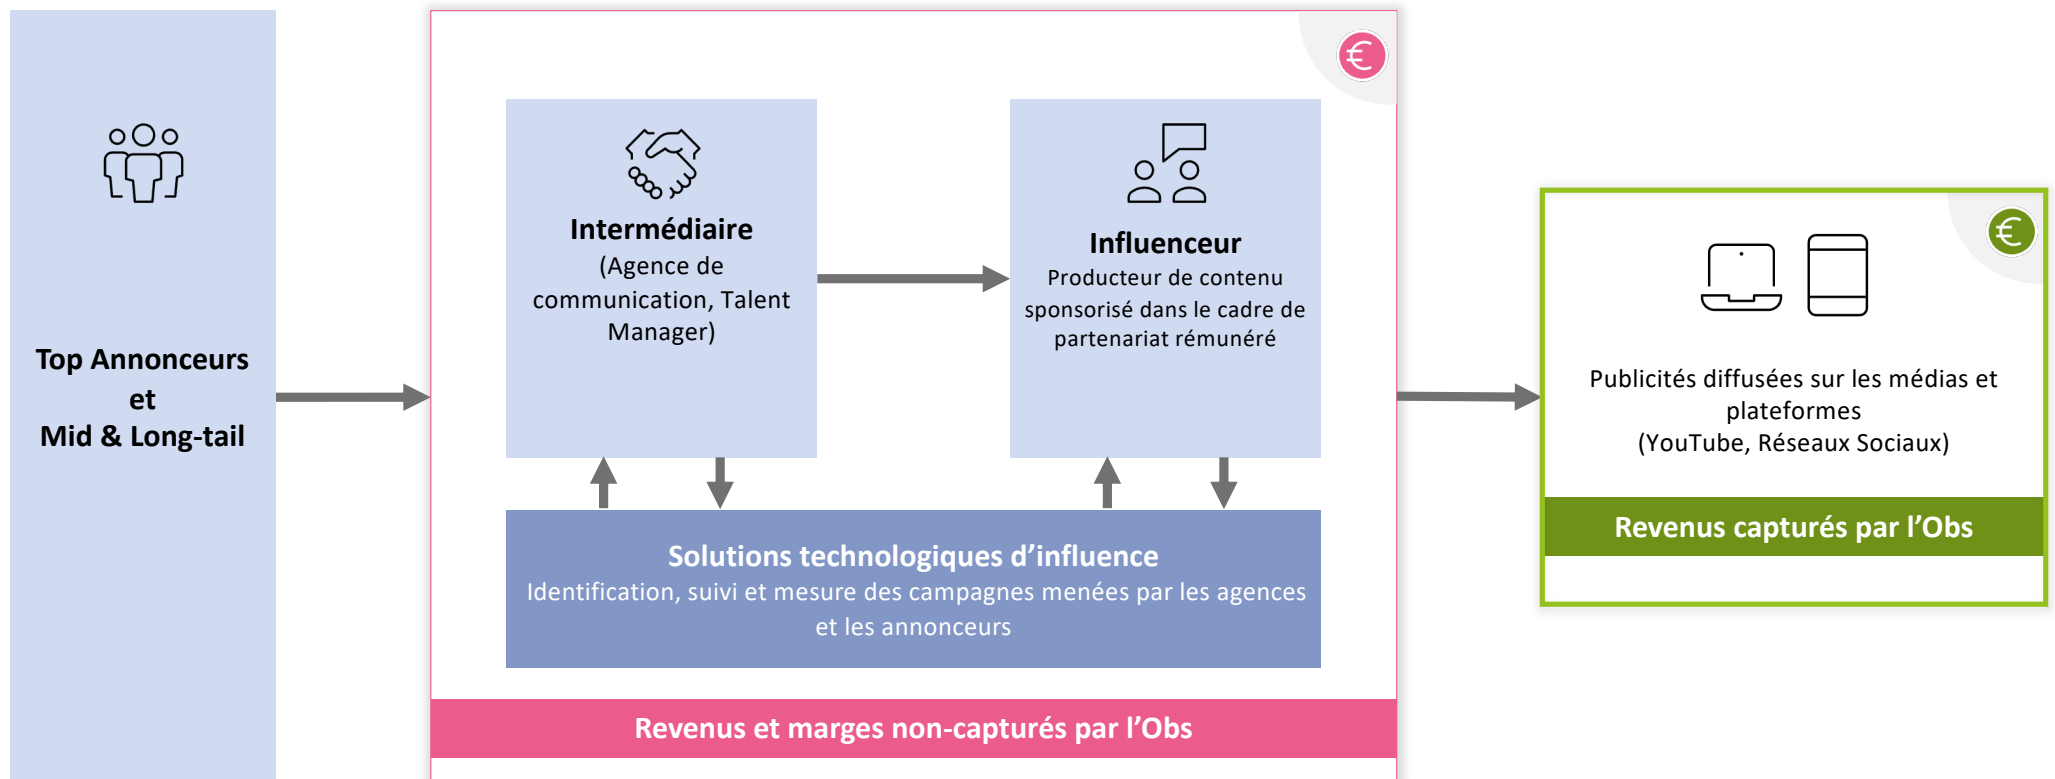 Top Annonceurs
et
Mid & Long-tail
Intermédiaire
(Agence de
communication, Talent
Manager)
Influenceur
Producteur de contenu
sponsorisé dans le cadre de
partenariat rémunéré
Solutions technologiques d’influence
Identification, suivi et mesure des campagnes menées par les agences
et les annonceurs
€
Revenus et marges non-capturés par l’Obs
€
Publicités diffusées sur les médias et
plateformes
(YouTube, Réseaux Sociaux)
Revenus capturés par l’Obs